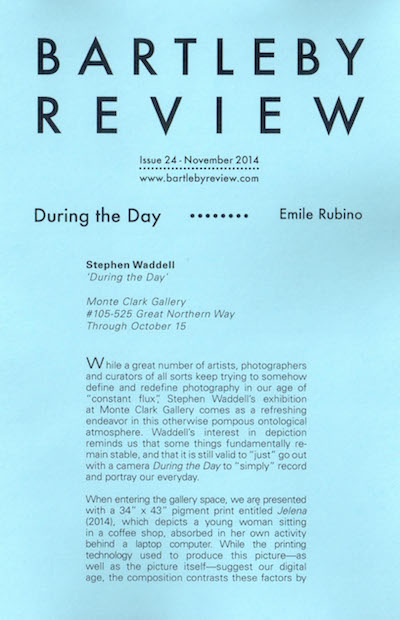 BARTLEBY
REVIEW
Issue 24 - November 2014
www.bartlebyreview.com
During the Day ········ Emile Rubino
Stephen Waddell
'During the Day'
Monte Clark Gallery
#105-525 Great Northern Way
Through October 15
While a great number of artists, photographers
and curators of all sorts keep trying to somehow
define and redefine photography in our age of
"constant flux", Stephen Waddell's exhibition
at Monte Clark Gallery comes as a refreshing
endeavor in this otherwise pompous ontological
atmosphere. Waddell's interest in depiction
reminds us that some things fundamentally re-
main stable, and that it is still valid to "just" go out
with a camera During the Day to "simply" record
and portray our everyday.
When entering the gallery space, we are presented
with a 34" x 43" pigment print entitled Jelena
(2014), which depicts a young woman sitting
in a coffee shop, absorbed in her own activity
behind a laptop computer. While the printing
technology used to produce this picture—as
well as the picture itself—suggest our digital
age, the composition contrasts these factors by